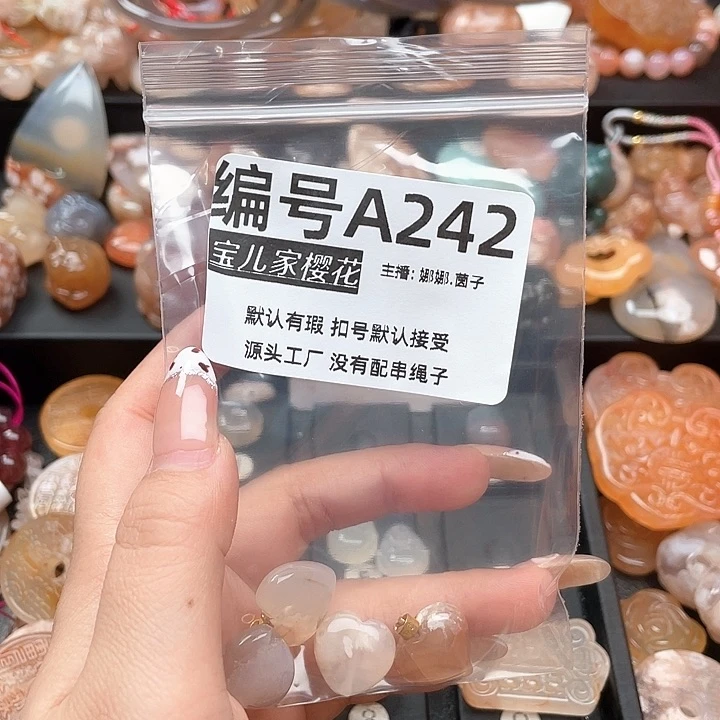 编号A242
宝儿家樱花
主播：娜娜.茵子
默认有瑕 扣号默认接受
源头工厂 没有配串绳子